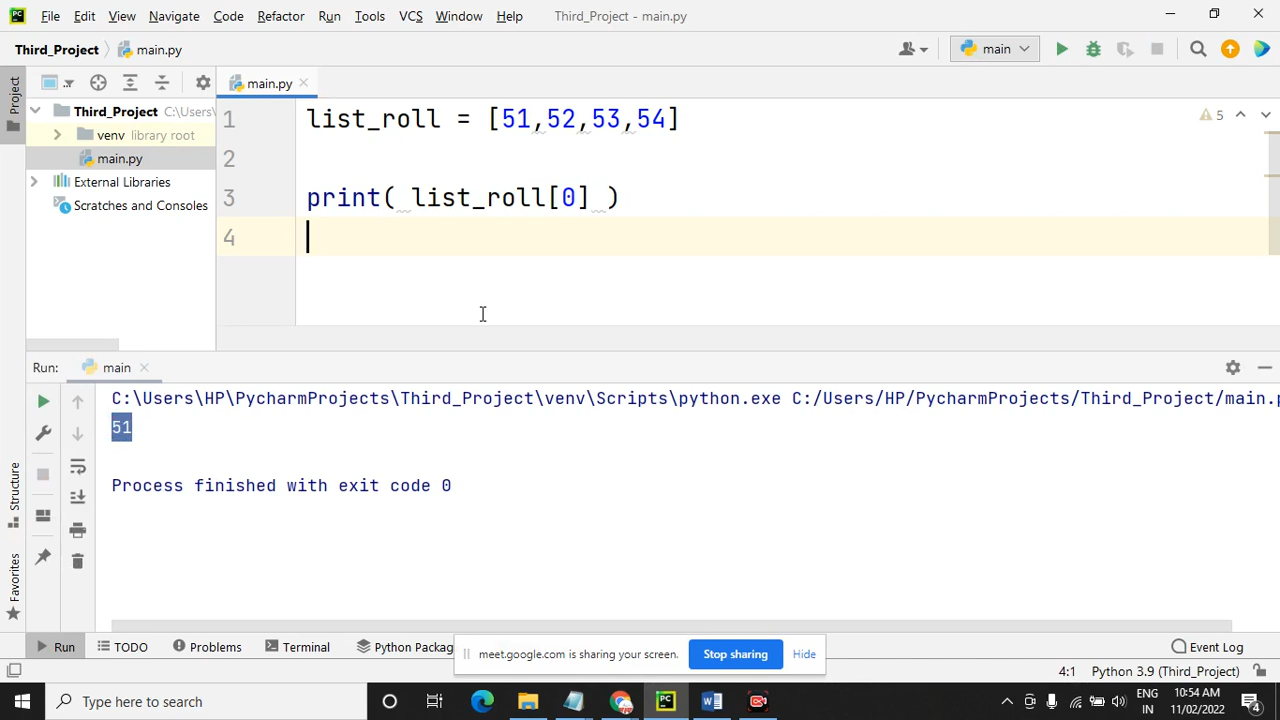 File Edit View Navigate Code Refactor Run Tools VCS Window Help Third_Project - main.py
Third_Project main.py main
Project
main.py
Third_Project C:\Users\
venv library root
main.py
External Libraries
Scratches and Consoles
1 list_roll = [51,52,53,54]
2
3 print( list_roll[0] )
4
5
Run: main
C:\Users\HP\PycharmProjects\Third_Project\venv\Scripts\python.exe C:/Users/HP/PycharmProjects/Third_Project/main.p
51
Process finished with exit code 0
Structure
Favorites
Run TODO Problems Terminal Python Packag Event Log
meet.google.com is sharing your screen. Stop sharing Hide
4:1 Python 3.9 (Third_Project)
Type here to search
ENG
IN
10:54 AM
11/02/2022
4